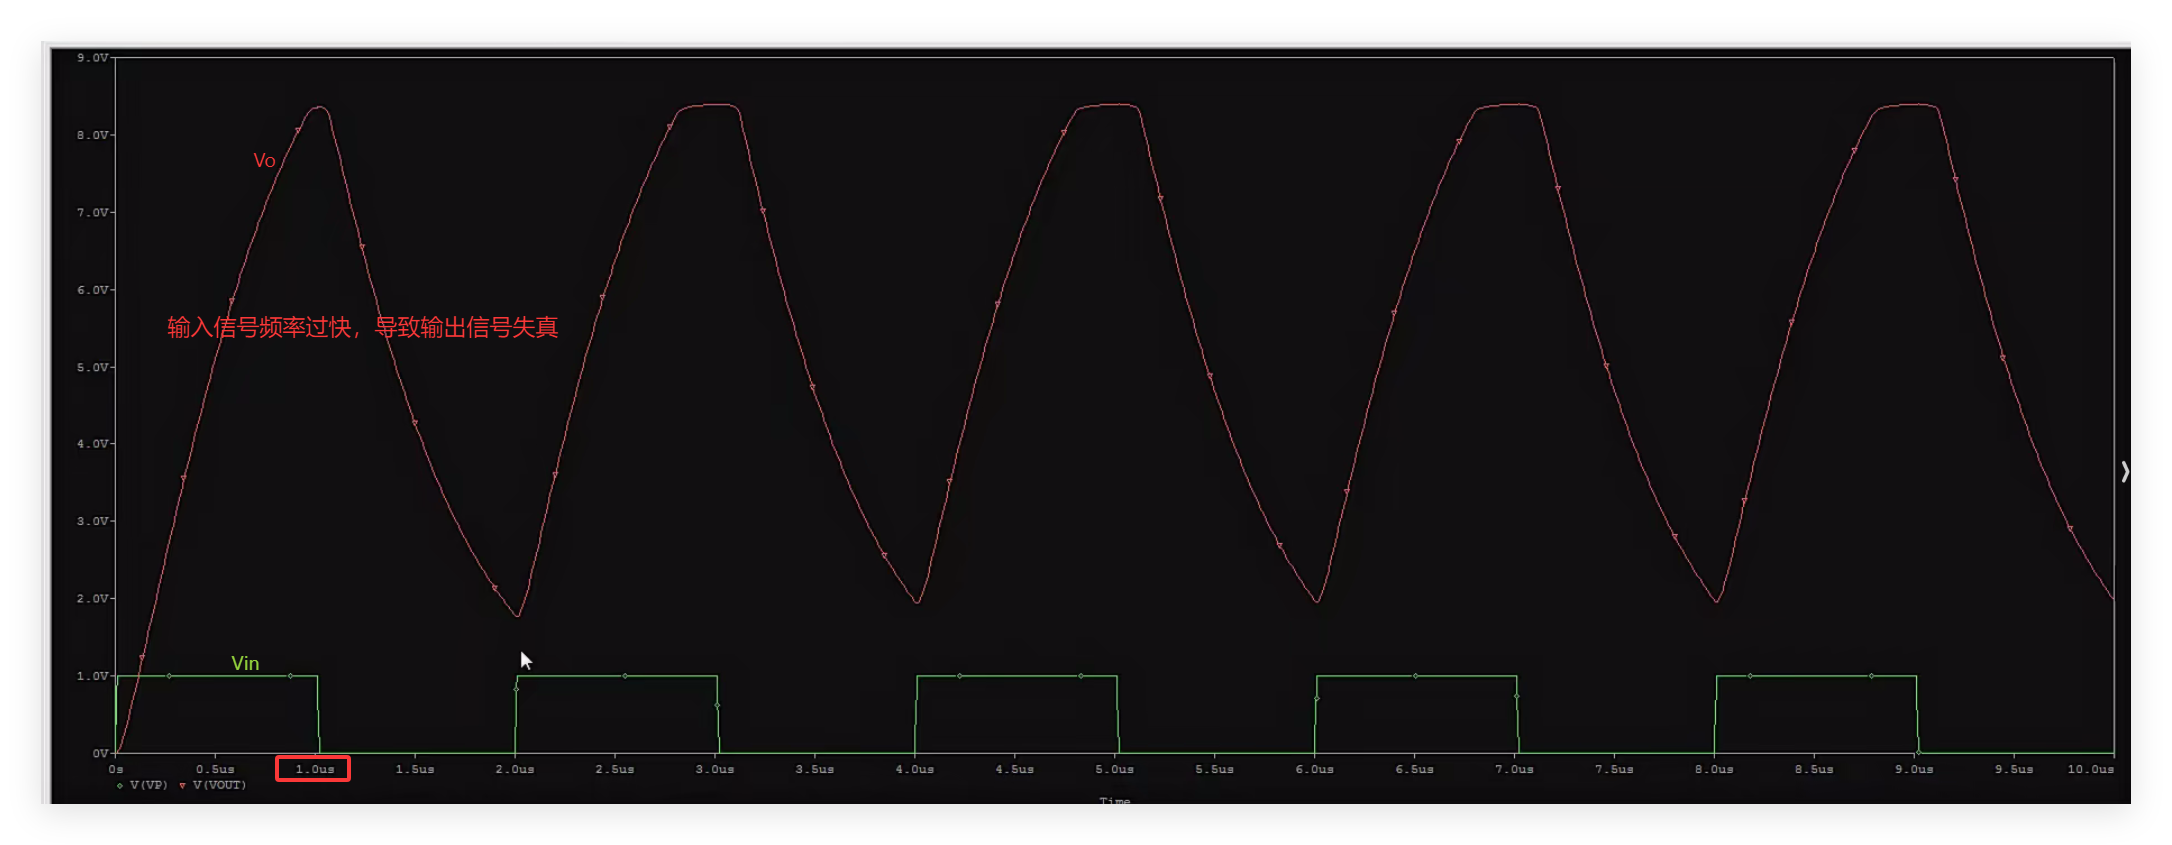 9.0V
8.0V
Vo
7.0V
6.0V
输入信号频率过快，导致输出信号失真
5.0V
4.0V
3.0V
2.0V
Vin
1.0V
0V
0s 0.5us 1.0us 1.5us 2.0us 2.5us 3.0us 3.5us 4.0us 4.5us 5.0us 5.5us 6.0us 6.5us 7.0us 7.5us 8.0us 8.5us 9.0us 9.5us 10.0us
V(VP) V(VOUT)
Time